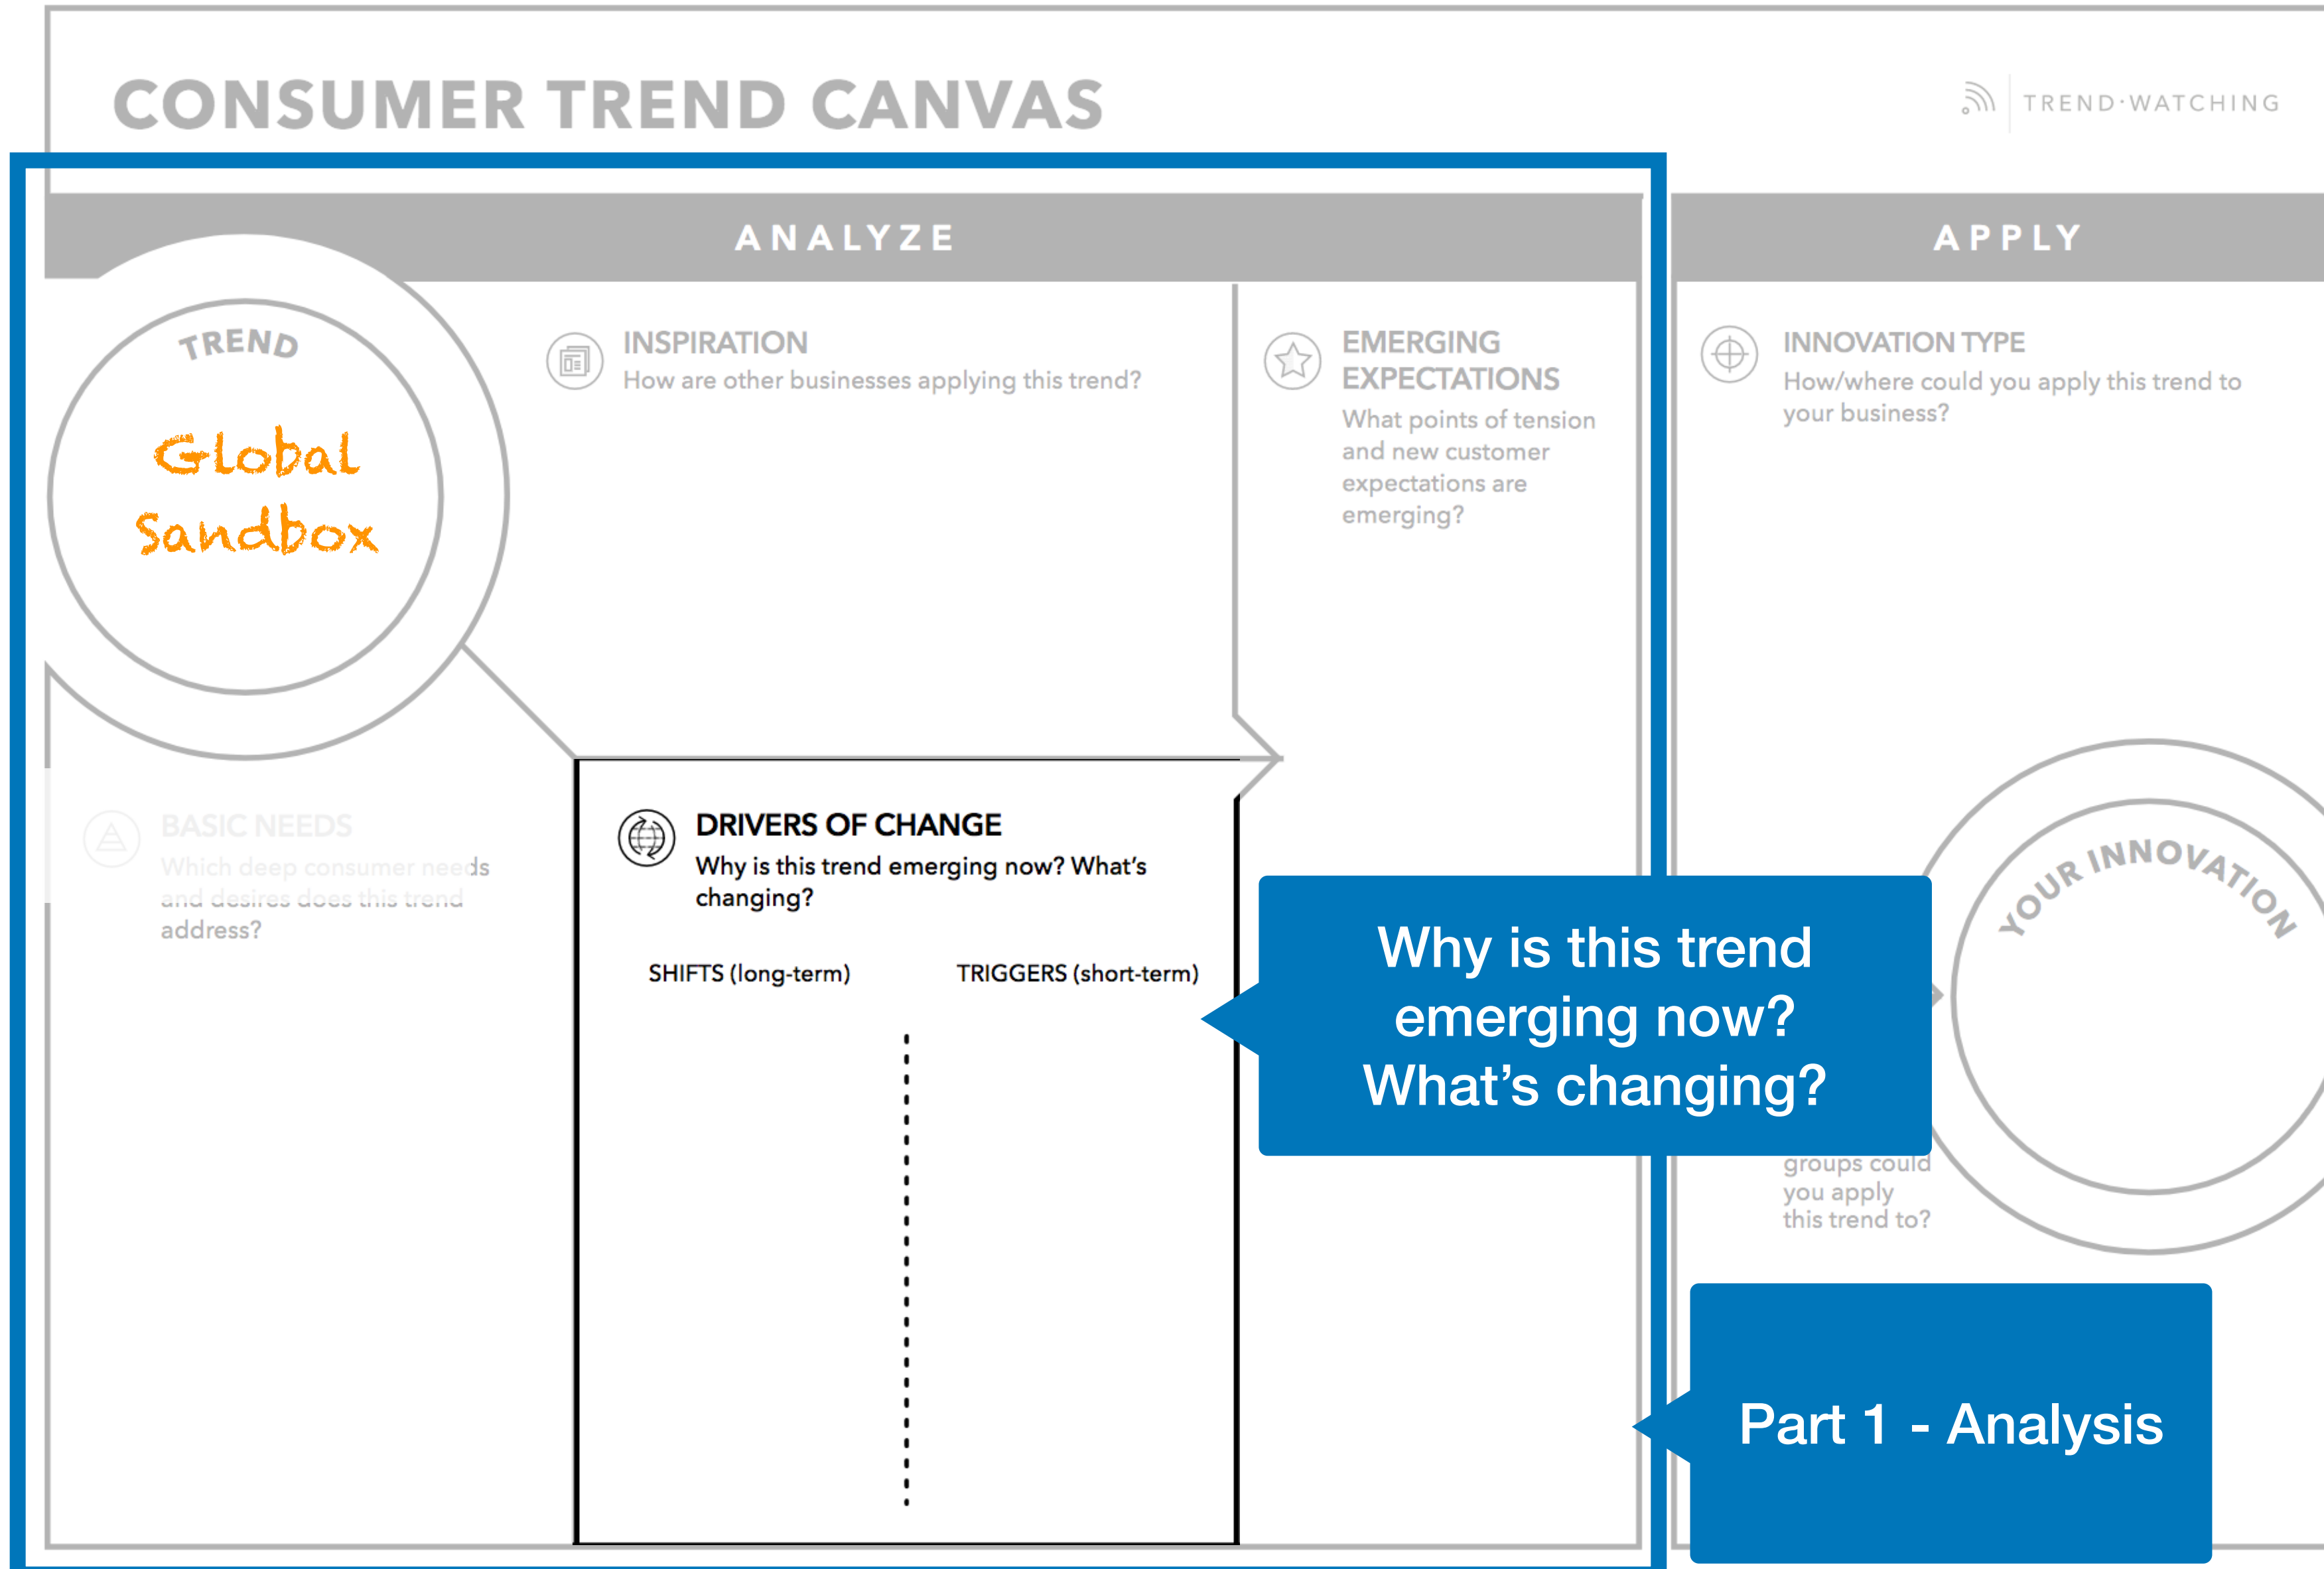 CONSUMER TREND CANVAS
TREND·WATCHING
ANALYZE
TREND
Global
Sandbox
INSPIRATION
How are other businesses applying this trend?
EMERGING
EXPECTATIONS
What points of tension
and new customer
expectations are
emerging?
BASIC NEEDS
Which deep consumer needs
and desires does this trend
address?
DRIVERS OF CHANGE
Why is this trend emerging now? What's
changing?
SHIFTS (long-term)
TRIGGERS (short-term)
Why is this trend
emerging now?
What's changing?
APPLY
INNOVATION TYPE
How/where could you apply this trend to
your business?
YOUR INNOVATION
groups could
you apply
this trend to?
Part 1 - Analysis